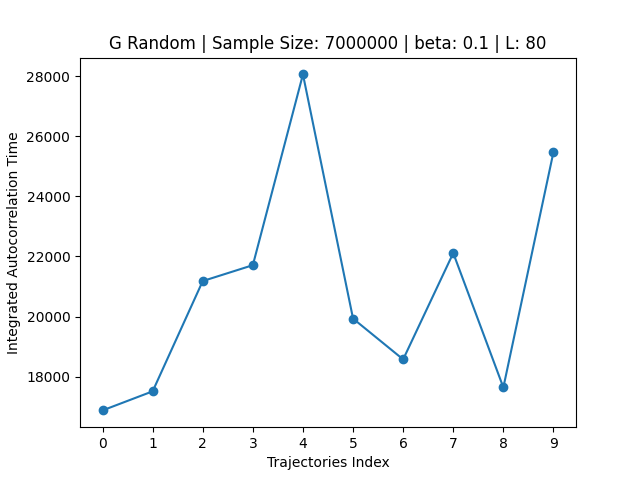 G Random | Sample Size: 7000000 | beta: 0.1 | L: 80
Integrated Autocorrelation Time
28000
26000
24000
22000
20000
18000
0 1 2 3 4 5 6 7 8 9
Trajectories Index